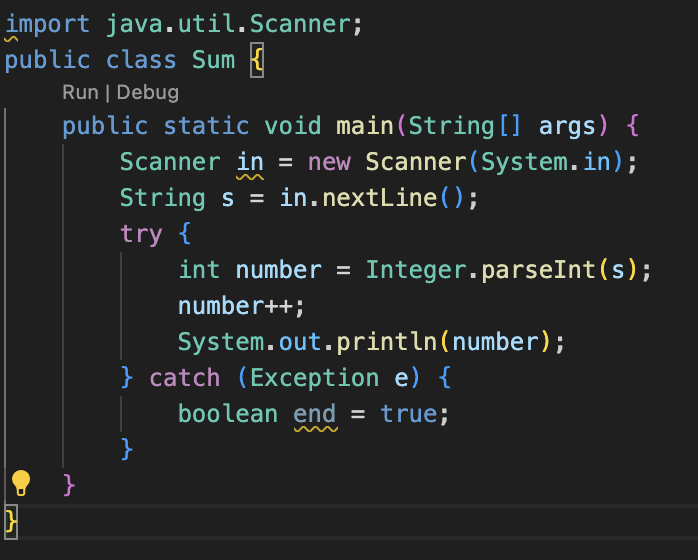 import java.util.Scanner;
public class Sum {
Run | Debug
public static void main(String[] args) {
Scanner in = new Scanner(System.in);
String s = in.nextLine();
try {
int number = Integer.parseInt(s);
number++;
System.out.println(number);
} catch (Exception e) {
boolean end = true;
}
}
}